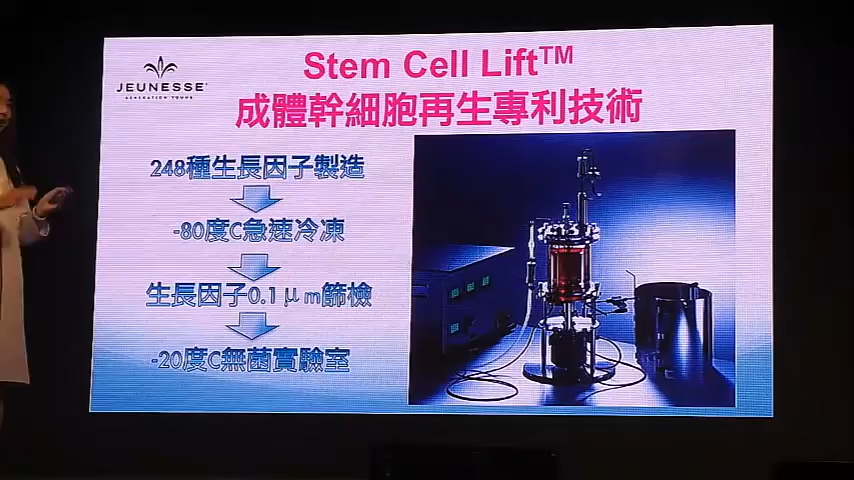 Stem Cell Lift™
JEUNESSE
GENERATION YOUNG
成體幹細胞再生專利技術
248種生長因子製造
-80度C急速冷凍
生長因子0.1μm篩檢
-20度C無菌實驗室